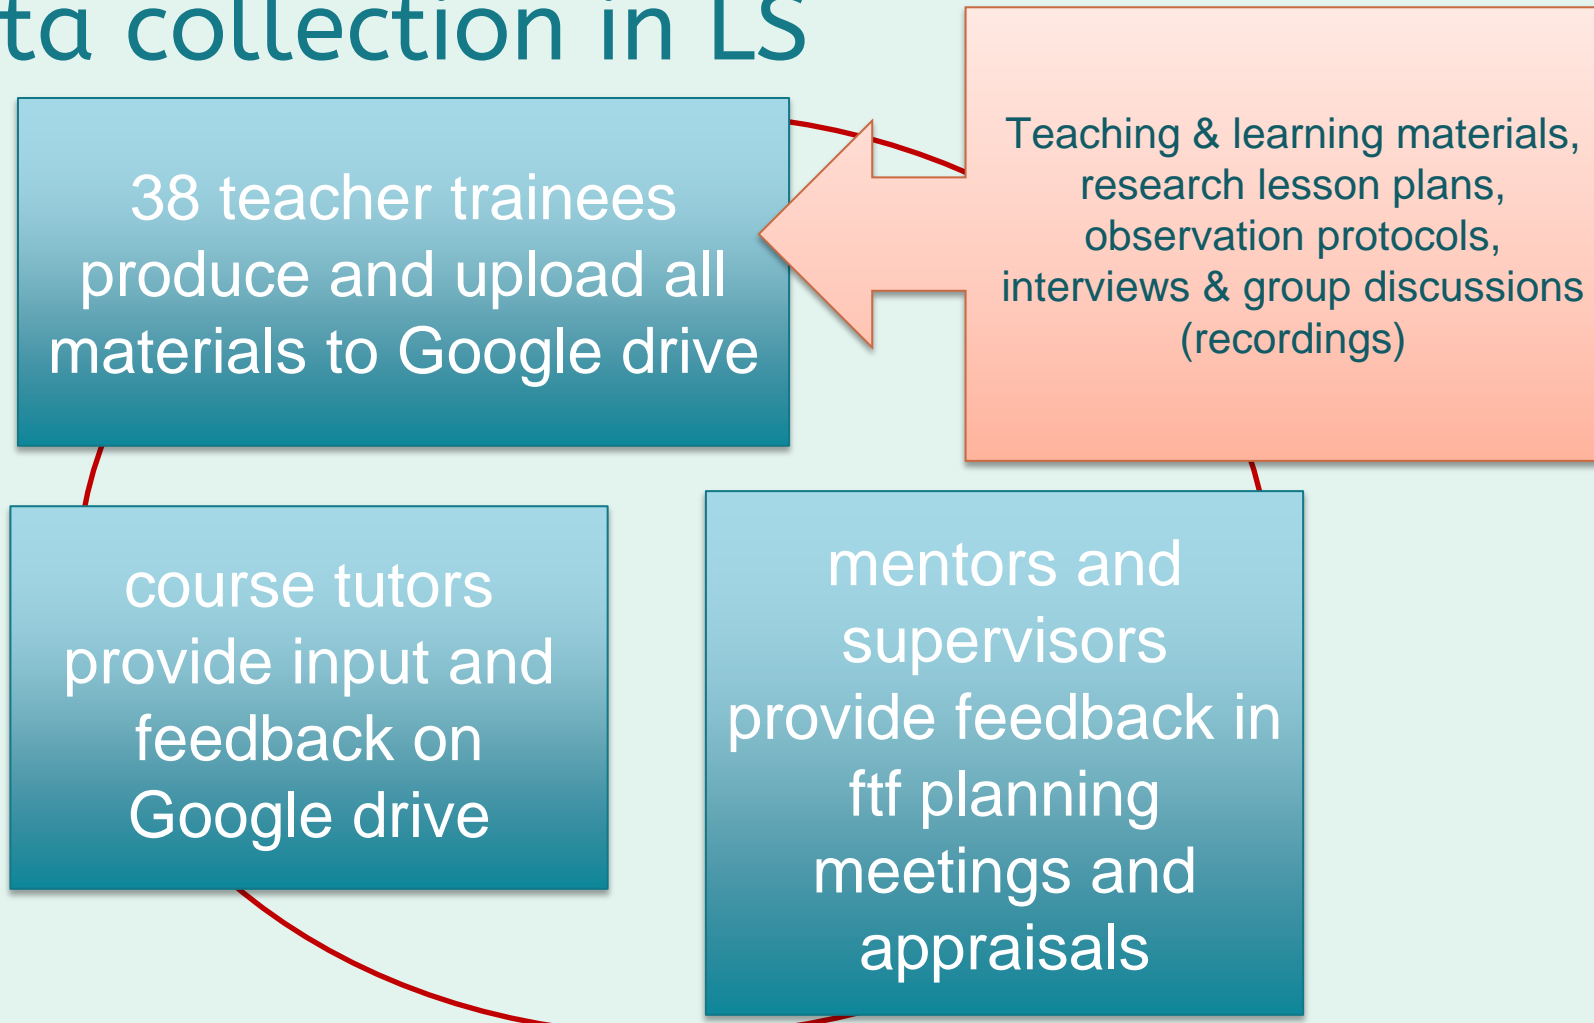 ta collection in LS
38 teacher trainees
produce and upload all
materials to Google drive
Teaching & learning materials,
research lesson plans,
observation protocols,
interviews & group discussions
(recordings)
course tutors
provide input and
feedback on
Google drive
mentors and
supervisors
provide feedback in
ftf planning
meetings and
appraisals